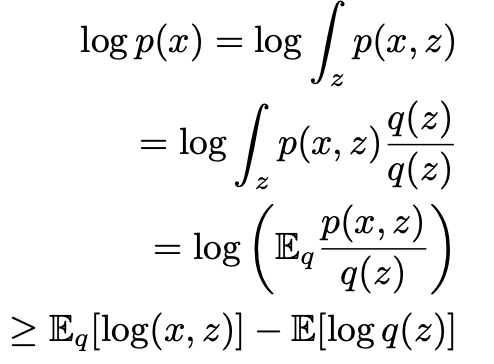 log p(x) = log ∫_z p(x, z)
= log ∫_z p(x, z) q(z)/q(z)
= log (𝔼_q p(x, z)/q(z))
≥ 𝔼_q[log(x, z)] − 𝔼[log q(z)]